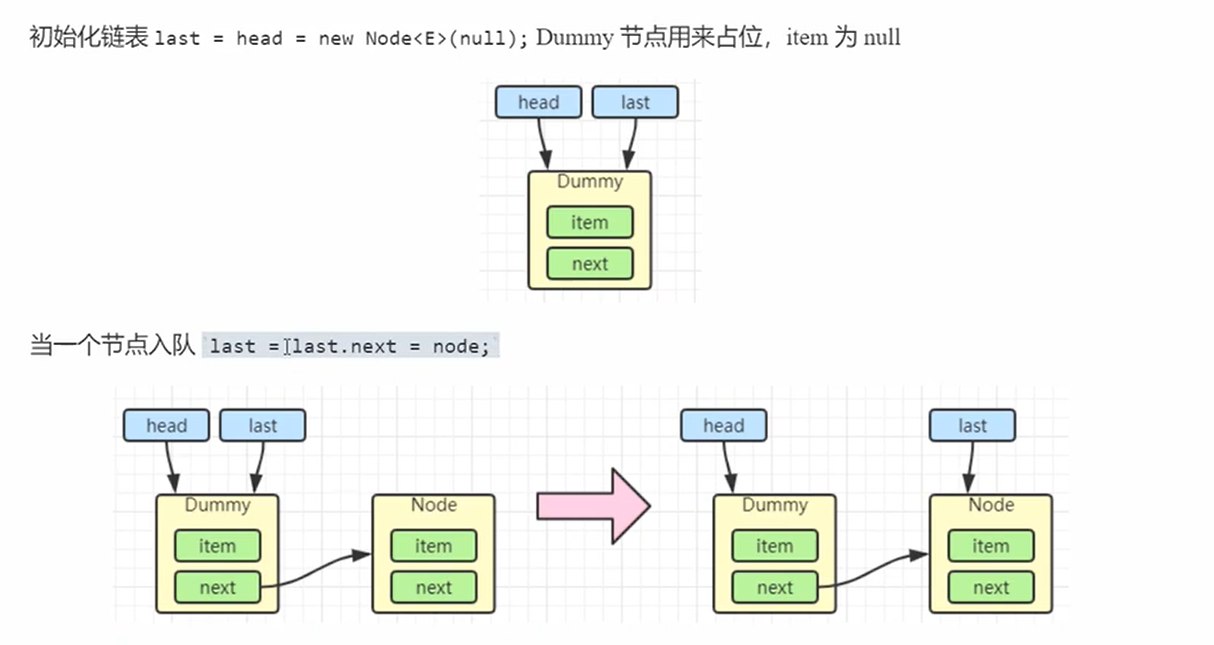 初始化链表 last = head = new Node<E>(null); Dummy 节点用来占位，item 为 null
head last
Dummy
item
next
当一个节点入队 last = last.next = node;
head last head last
Dummy Node Dummy Node
item item item item
next next next next